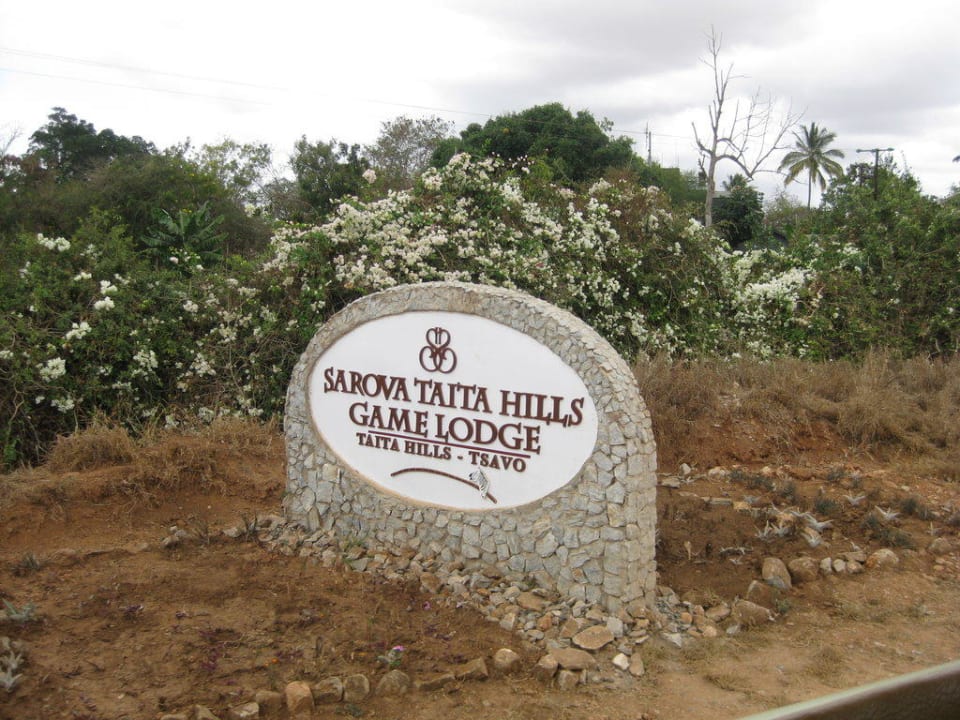 SAROVA TAITA HILLS
GAME LODGE
TAITA HILLS - TSAVO